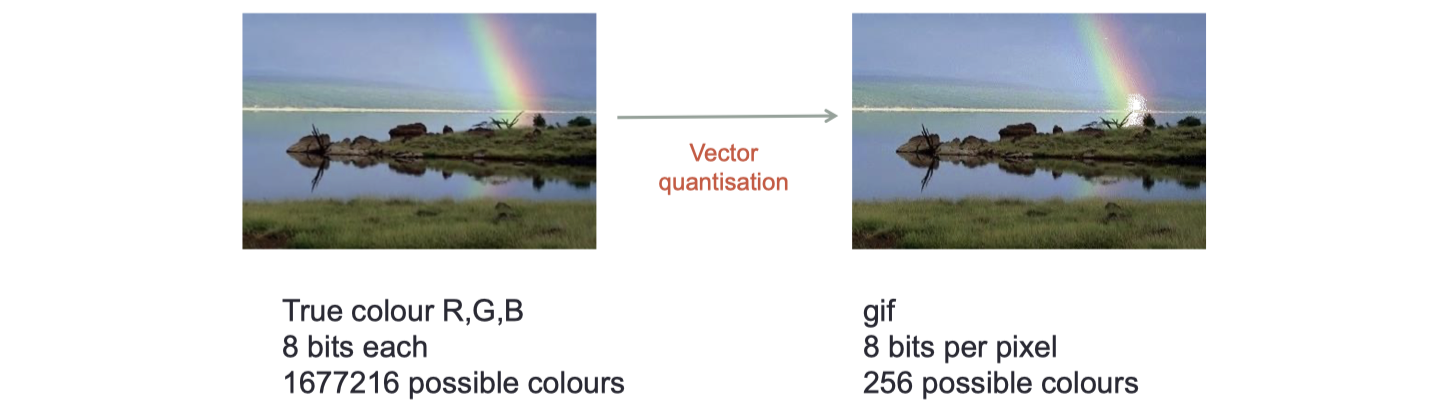 Vector
quantisation
True colour R,G,B
8 bits each
1677216 possible colours
gif
8 bits per pixel
256 possible colours